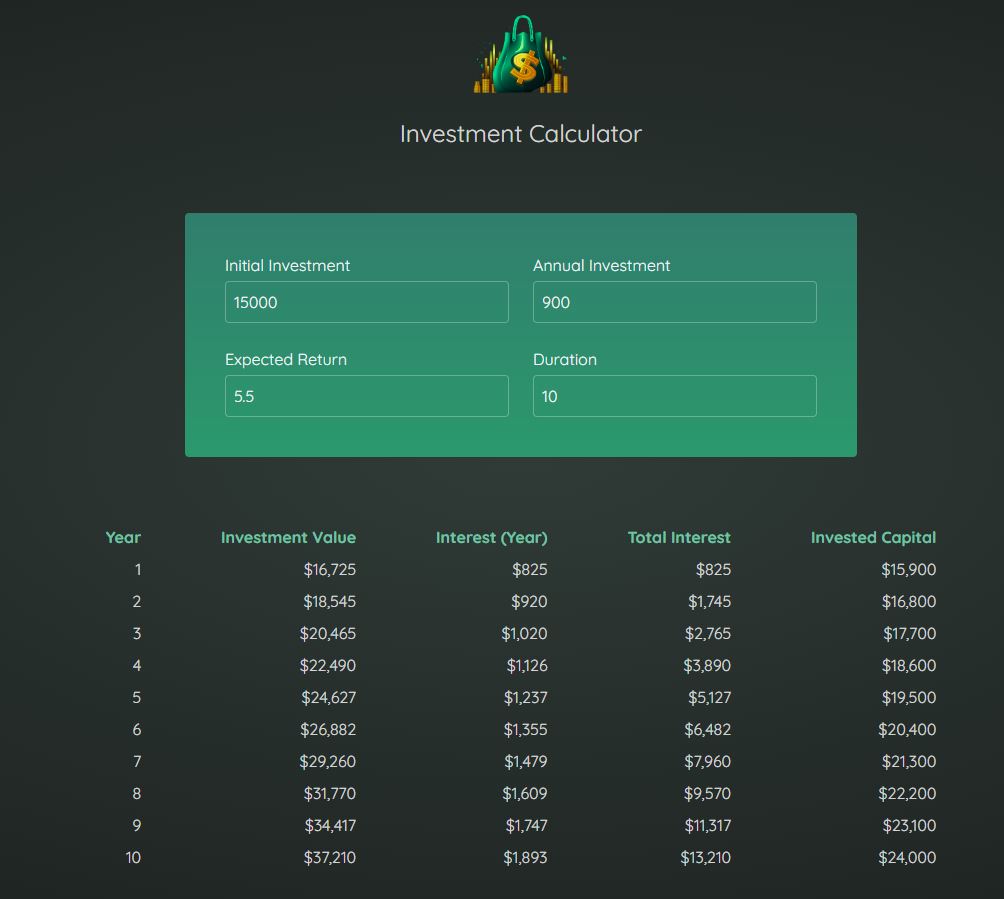 $
Investment Calculator
Initial Investment Annual Investment
15000 900
Expected Return Duration
5.5 10
Year Investment Value Interest (Year) Total Interest Invested Capital
1 $16,725 $825 $825 $15,900
2 $18,545 $920 $1,745 $16,800
3 $20,465 $1,020 $2,765 $17,700
4 $22,490 $1,126 $3,890 $18,600
5 $24,627 $1,237 $5,127 $19,500
6 $26,882 $1,355 $6,482 $20,400
7 $29,260 $1,479 $7,960 $21,300
8 $31,770 $1,609 $9,570 $22,200
9 $34,417 $1,747 $11,317 $23,100
10 $37,210 $1,893 $13,210 $24,000